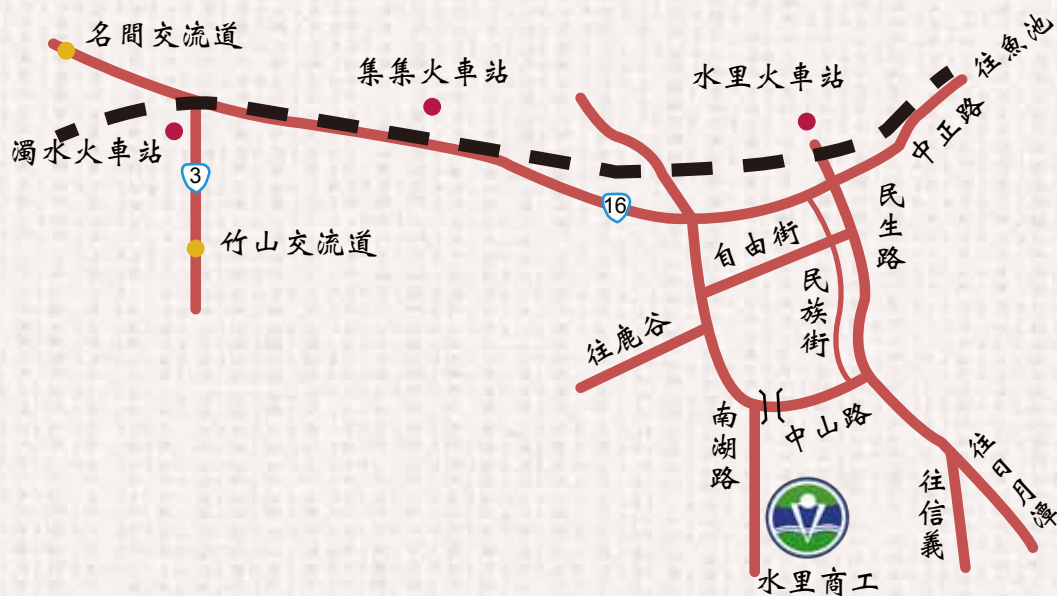 名間交流道
集集火車站
水里火車站
往魚池
中正路
濁水火車站
3
16
竹山交流道
自由街
民生路
民族街
往鹿谷
南湖路
中山路
往日月潭
往信義
水里商工